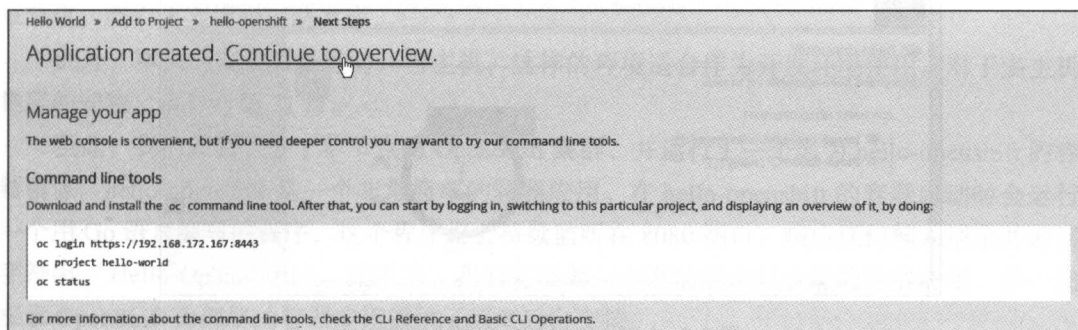 Hello World » Add to Project » hello-openshift » Next Steps
Application created. Continue to overview.
Manage your app
The web console is convenient, but if you need deeper control you may want to try our command line tools.
Command line tools
Download and install the oc command line tool. After that, you can start by logging in, switching to this particular project, and displaying an overview of it, by doing:
oc login https://192.168.172.167:8443
oc project hello-world
oc status
For more information about the command line tools, check the CLI Reference and Basic CLI Operations.